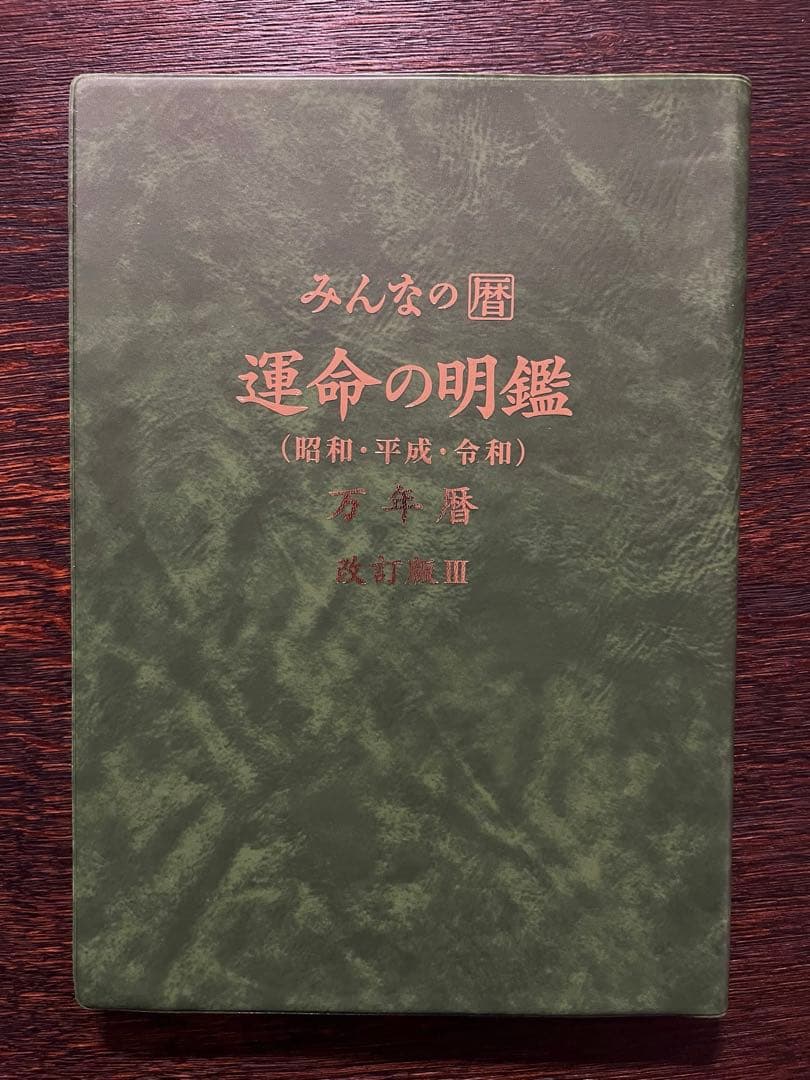 みんなの暦
運命の明鑑
(昭和・平成・令和)
万年暦
改訂版III